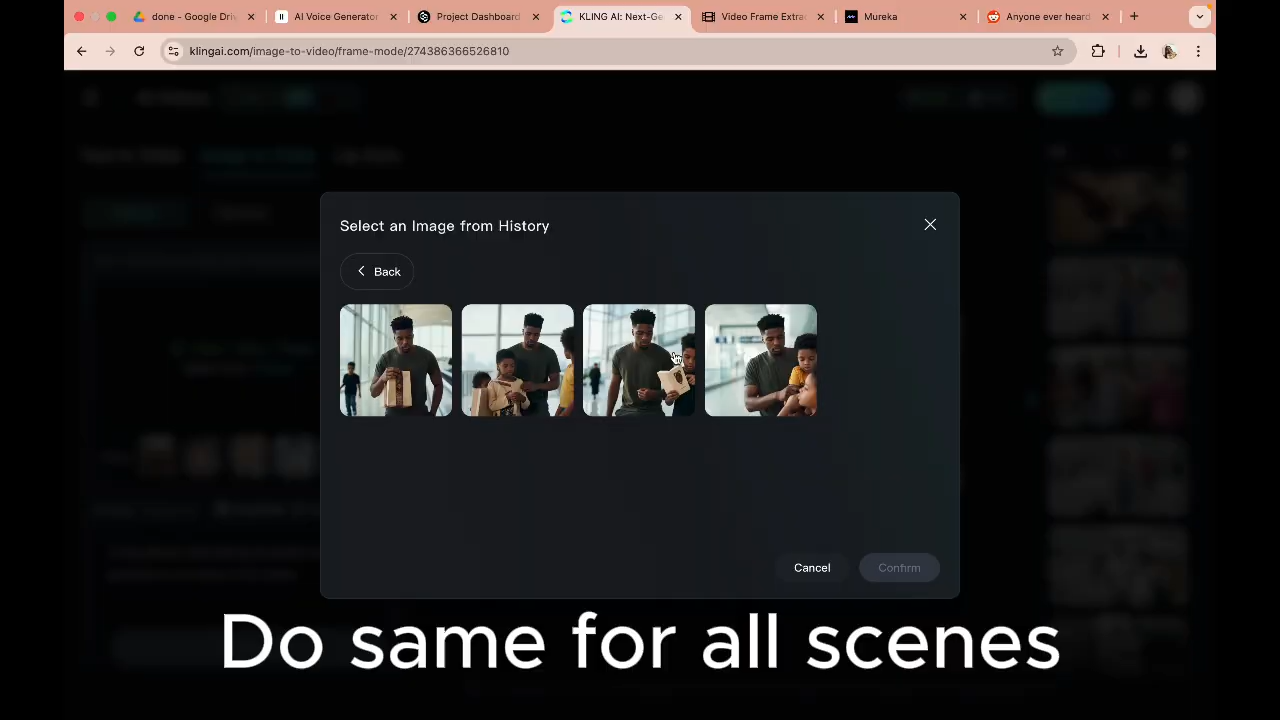 done - Google Dri
AI Voice Generator
Project Dashboard
KLING AI: Next-Ge
Video Frame Extra
Mureka
Anyone ever heard
klingai.com/image-to-video/frame-mode/274386366526810
Select an Image from History
Back
Cancel
Confirm
Do same for all scenes